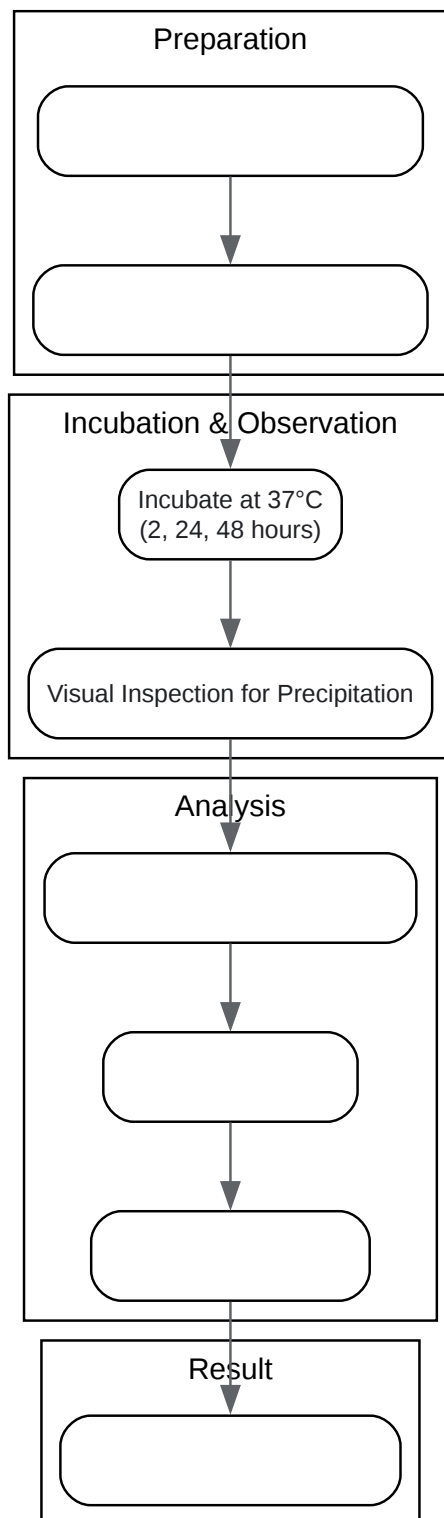 Preparation
Incubation & Observation
Incubate at 37°C
(2, 24, 48 hours)
Visual Inspection for Precipitation
Analysis
Result